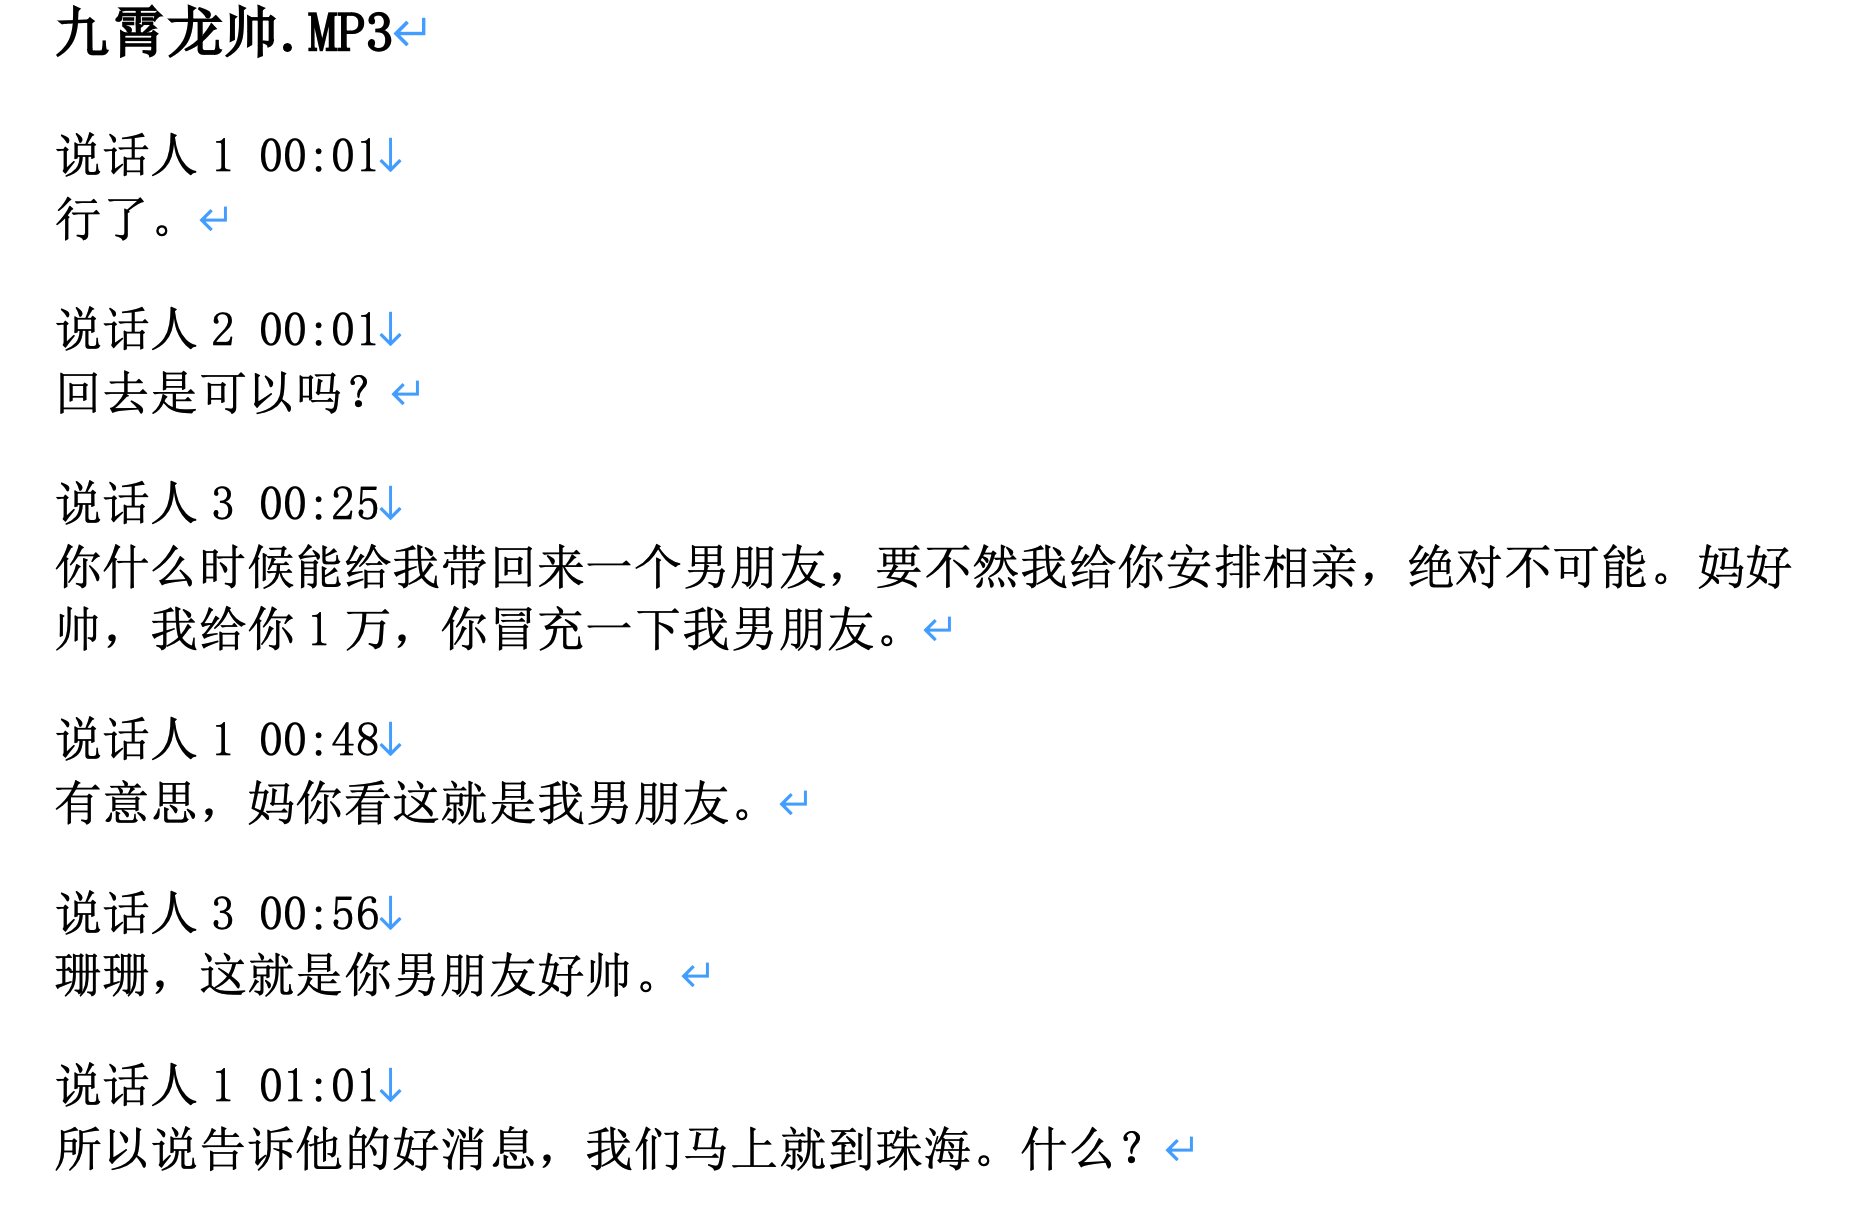 九霄龙帅.MP3↵
说话人 1 00:01↓
行了。↵
说话人 2 00:01↓
回去是可以吗？↵
说话人 3 00:25↓
你什么时候能给我带回来一个男朋友，要不然我给你安排相亲，绝对不可能。妈好
帅，我给你 1 万，你冒充一下我男朋友。↵
说话人 1 00:48↓
有意思，妈你看这就是我男朋友。↵
说话人 3 00:56↓
珊珊，这就是你男朋友好帅。↵
说话人 1 01:01↓
所以说告诉他的好消息，我们马上就到珠海。什么？↵